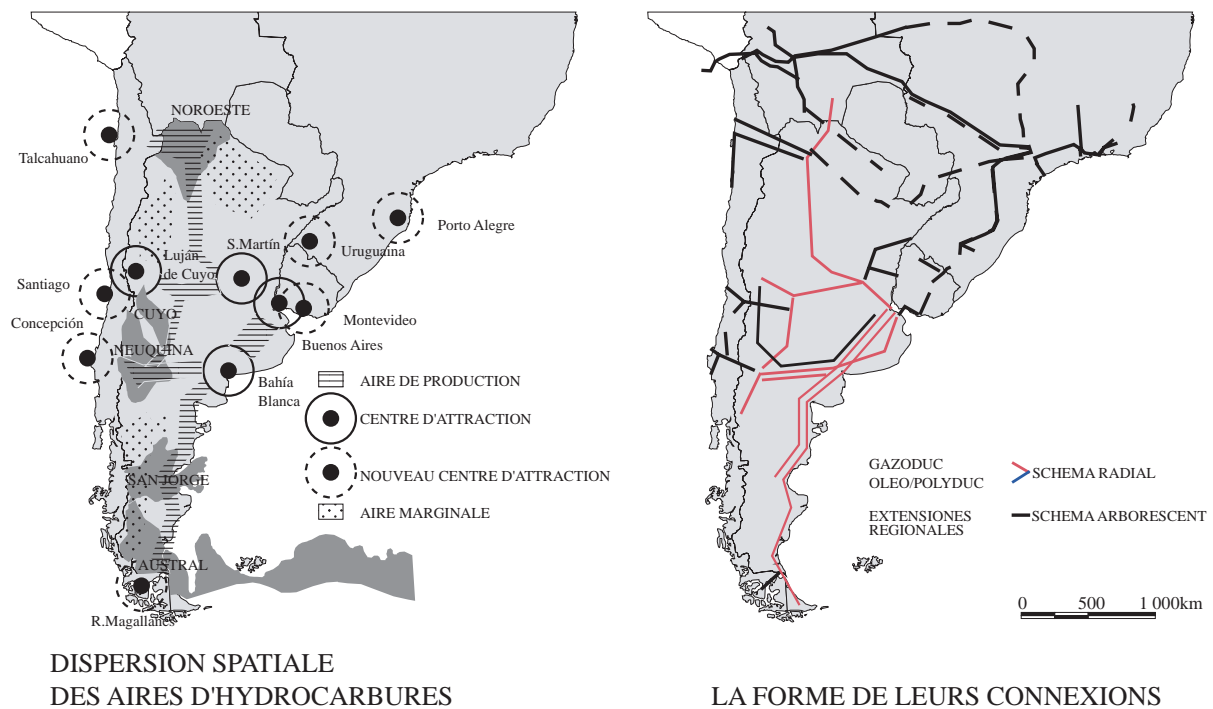 NOROESTE
Talcahuano
Porto Alegre
S.Martín
Uruguaina
Luján
de Cuyo
Santiago
CUYO
Concepción
Montevideo
NEUQUINA
Buenos Aires
Bahía
Blanca
AIRE DE PRODUCTION
CENTRE D'ATTRACTION
NOUVEAU CENTRE D'ATTRACTION
SAN JORGE
AIRE MARGINALE
AUSTRAL
R.Magallanes
DISPERSION SPATIALE
DES AIRES D'HYDROCARBURES
GAZODUC
OLEO/POLYDUC
SCHEMA RADIAL
EXTENSIONES
REGIONALES
SCHEMA ARBORESCENT
0 500 1 000km
LA FORME DE LEURS CONNEXIONS